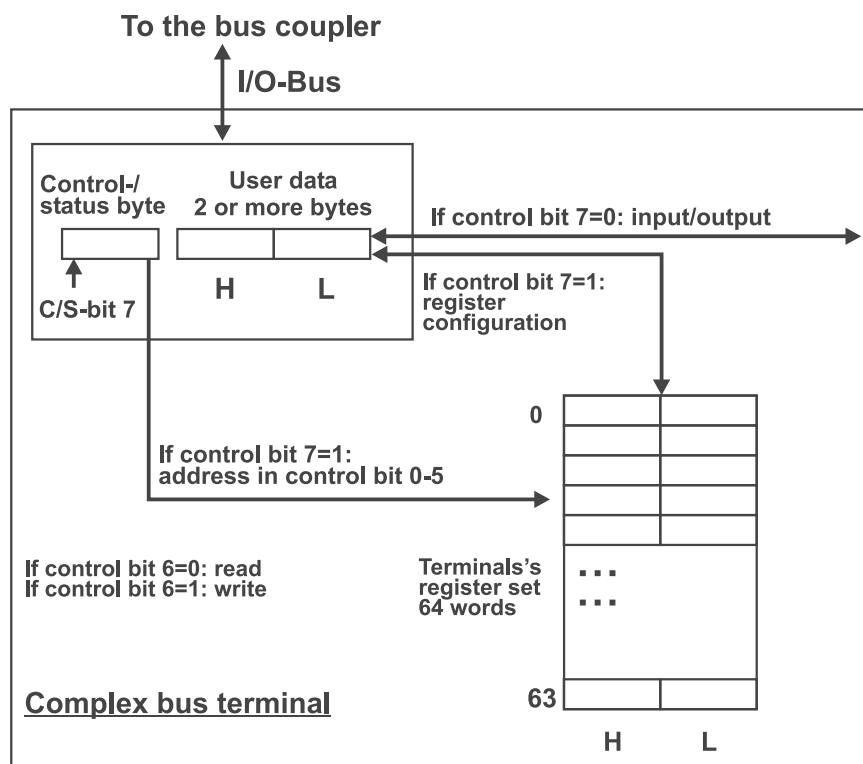 To the bus coupler
I/O-Bus
Control-/
status byte
User data
2 or more bytes
If control bit 7=0: input/output
C/S-bit 7
H
L
If control bit 7=1:
register
configuration
0
If control bit 7=1:
address in control bit 0-5
If control bit 6=0: read
If control bit 6=1: write
Terminals's
register set
64 words
...
...
Complex bus terminal
63
H
L